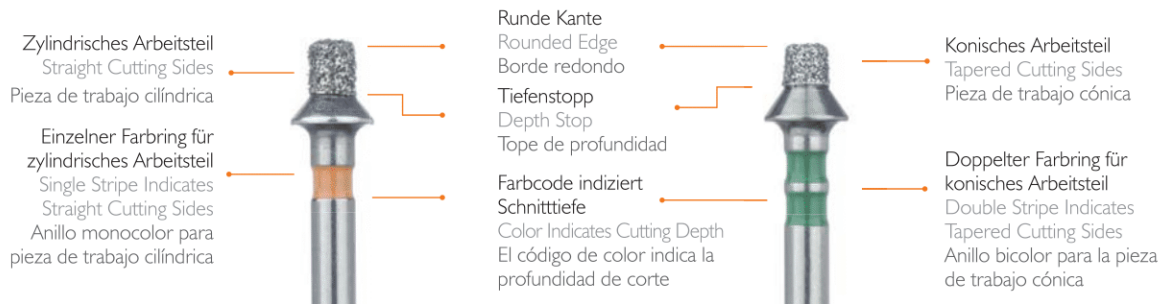 Zylindrisches Arbeitsteil
Straight Cutting Sides
Pieza de trabajo cilíndrica
Einzelner Farbring für
zylindrisches Arbeitsteil
Single Stripe Indicates
Straight Cutting Sides
Anillo monocolor para
pieza de trabajo cilíndrica
Runde Kante
Rounded Edge
Borde redondo
Tiefenstopp
Depth Stop
Tope de profundidad
Farbcode indiziert
Schnitttiefe
Color Indicates Cutting Depth
El código de color indica la
profundidad de corte
Konisches Arbeitsteil
Tapered Cutting Sides
Pieza de trabajo cónica
Doppelter Farbring für
konisches Arbeitsteil
Double Stripe Indicates
Tapered Cutting Sides
Anillo bicolor para la pieza
de trabajo cónica